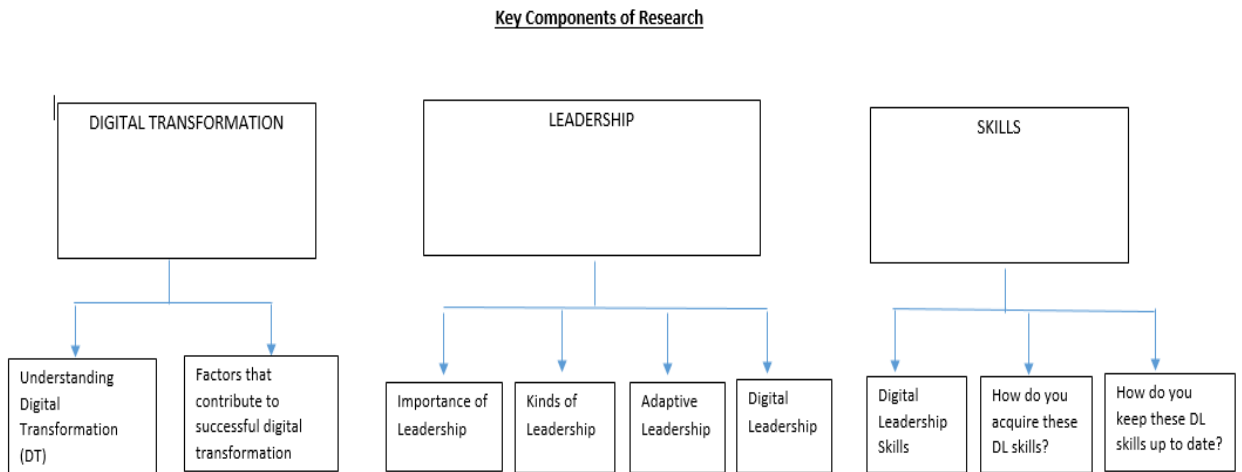 Key Components of Research
DIGITAL TRANSFORMATION
LEADERSHIP
SKILLS
Understanding
Digital
Transformation
(DT)
Factors that
contribute to
successful digital
transformation
Importance of
Leadership
Kinds of
Leadership
Adaptive
Leadership
Digital
Leadership
Digital
Leadership
Skills
How do you
acquire these
DL skills?
How do you
keep these DL
skills up to date?